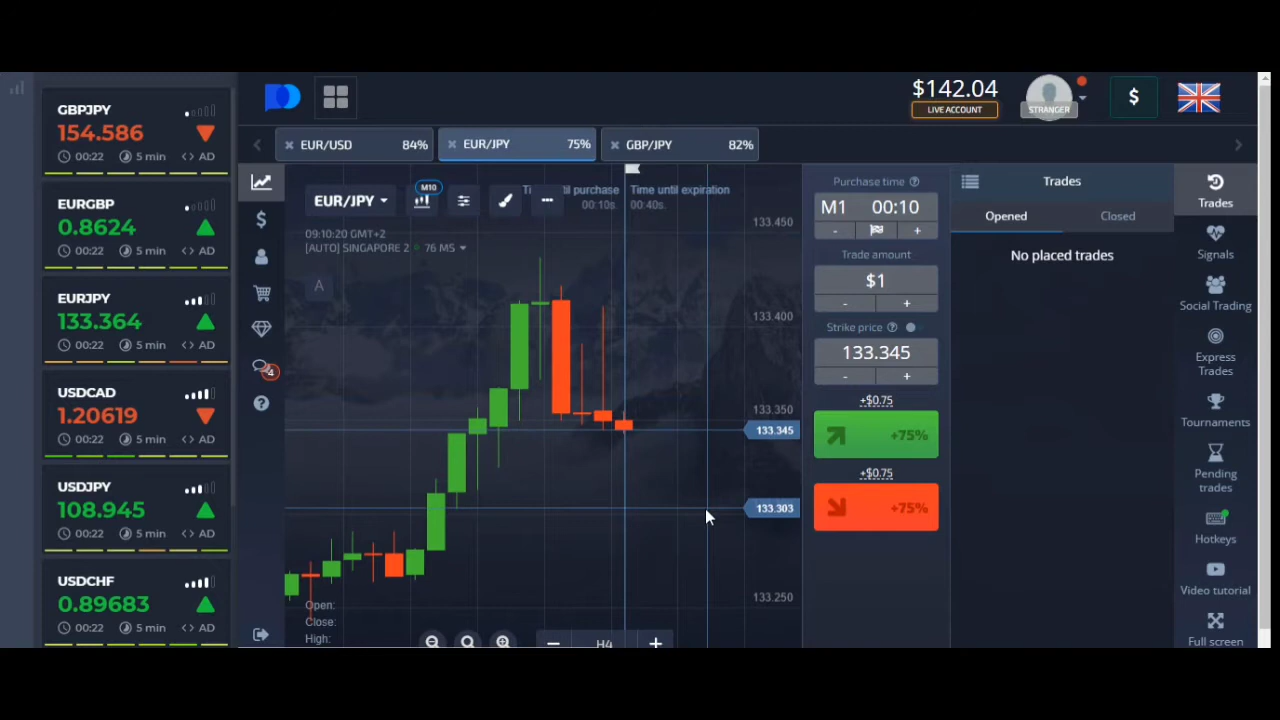 GBPJPY
154.586
00:22 5 min <> AD
EURGBP
0.8624
00:22 5 min <> AD
EURJPY
133.364
00:22 5 min <> AD
USDCAD
1.20619
00:22 5 min <> AD
USDJPY
108.945
00:22 5 min <> AD
USDCHF
0.89683
00:22 5 min <> AD
$142.04
LIVE ACCOUNT
STRANGER
$
EUR/USD 84%
EUR/JPY 75%
GBP/JPY 82%
4
EUR/JPY
M10
purchase
00:10s.
Time until expiration
00:40s.
09:10:20 GMT+2
[AUTO] SINGAPORE 2 76 MS
A
133.450
133.400
133.350
133.345
133.303
133.250
Open:
Close:
High:
H4
Purchase time
M1 00:10
- +
Trade amount
$1
- +
Strike price
133.345
- +
+$0.75
+75%
+$0.75
+75%
Trades
Opened Closed
No placed trades
Trades
Signals
Social Trading
Express
Trades
Tournaments
Pending
trades
Hotkeys
Video tutorial
Full screen